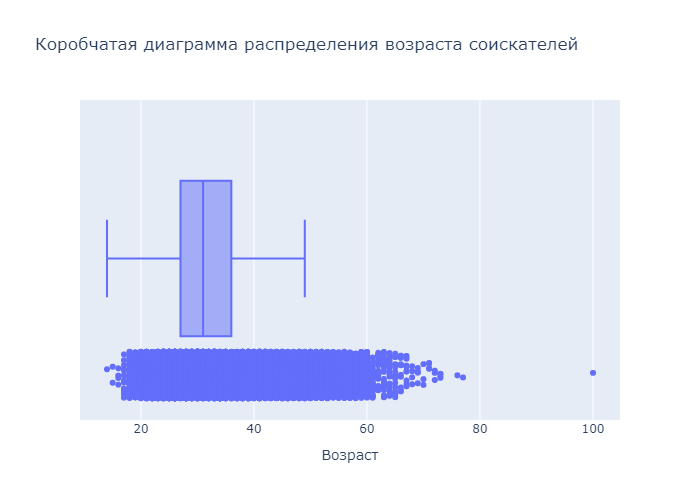 Коробчатая диаграмма распределения возраста соискателей
20 40 60 80 100
Возраст